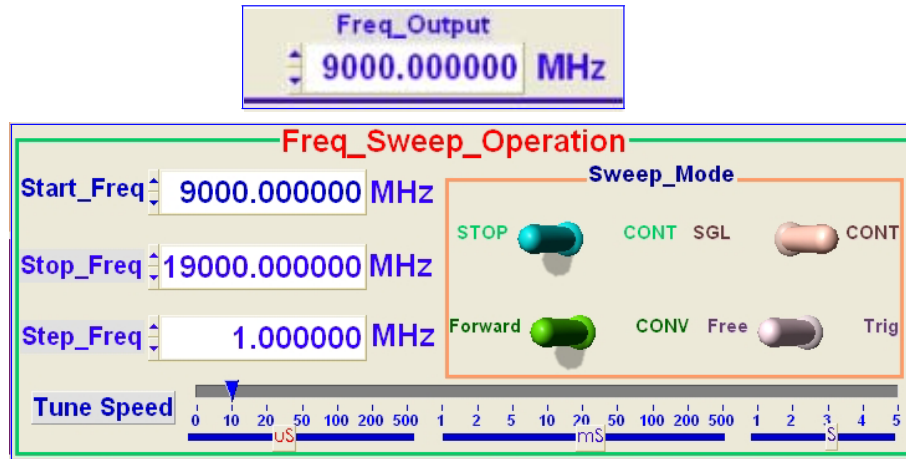 Freq_Output
9000.000000 MHz
Freq_Sweep_Operation
Start_Freq 9000.000000 MHz
Stop_Freq 19000.000000 MHz
Step_Freq 1.000000 MHz
Sweep_Mode
STOP CONT SGL CONT
Forward CONV Free Trig
Tune Speed
0 10 20 50 100 200 500 1 2 5 10 20 50 100 200 500 1 2 3 4 5
uS mS S